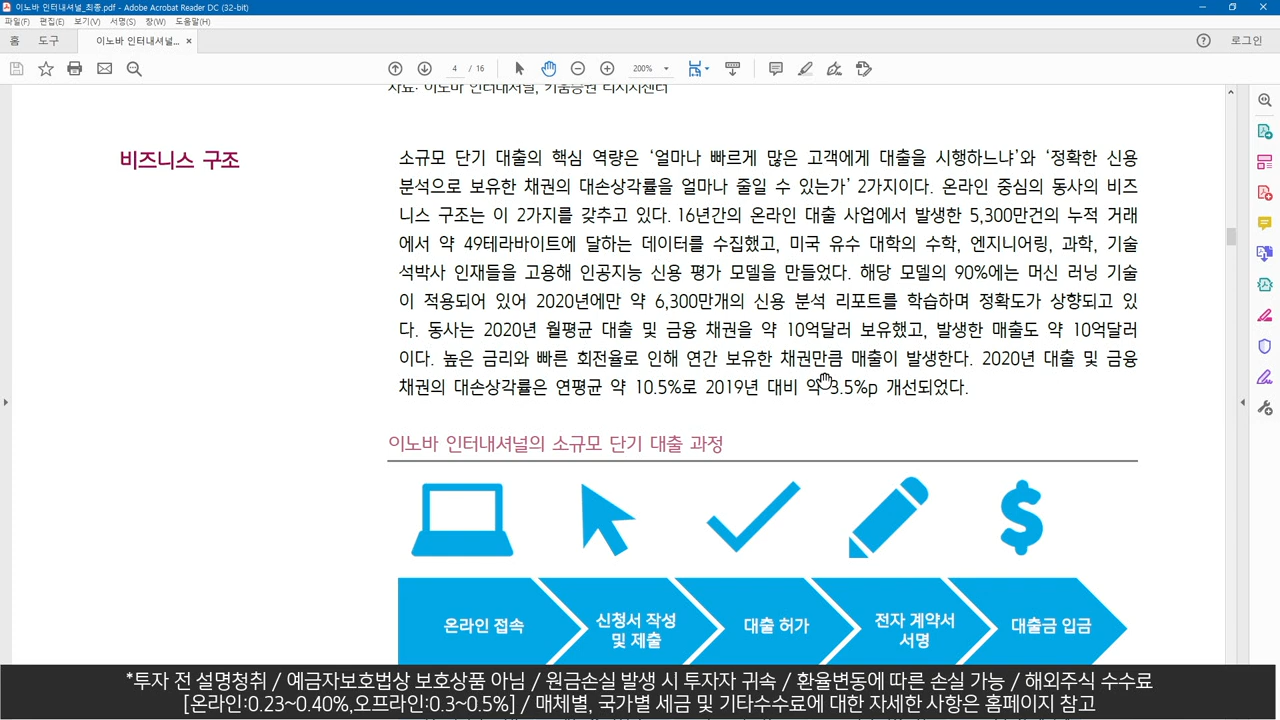 이노바 인터내셔널_최종.pdf - Adobe Acrobat Reader DC (32-bit)
파일(F) 편집(E) 보기(V) 서명(S) 창(W) 도움말(H)
홈 도구 이노바 인터내셔널... × 로그인
4 / 16 200%
자료: 이노바 인터내셔널, 키움증권 리서치센터
비즈니스 구조
소규모 단기 대출의 핵심 역량은 ‘얼마나 빠르게 많은 고객에게 대출을 시행하느냐’와 ‘정확한 신용
분석으로 보유한 채권의 대손상각률을 얼마나 줄일 수 있는가’ 2가지이다. 온라인 중심의 동사의 비즈
니스 구조는 이 2가지를 갖추고 있다. 16년간의 온라인 대출 사업에서 발생한 5,300만건의 누적 거래
에서 약 49테라바이트에 달하는 데이터를 수집했고, 미국 유수 대학의 수학, 엔지니어링, 과학, 기술
석박사 인재들을 고용해 인공지능 신용 평가 모델을 만들었다. 해당 모델의 90%에는 머신 러닝 기술
이 적용되어 있어 2020년에만 약 6,300만개의 신용 분석 리포트를 학습하며 정확도가 상향되고 있
다. 동사는 2020년 월평균 대출 및 금융 채권을 약 10억달러 보유했고, 발생한 매출도 약 10억달러
이다. 높은 금리와 빠른 회전율로 인해 연간 보유한 채권만큼 매출이 발생한다. 2020년 대출 및 금융
채권의 대손상각률은 연평균 약 10.5%로 2019년 대비 약 3.5%p 개선되었다.
이노바 인터내셔널의 소규모 단기 대출 과정
온라인 접속
신청서 작성
및 제출
대출 허가
전자 계약서
서명
대출금 입금
*투자 전 설명청취 / 예금자보호법상 보호상품 아님 / 원금손실 발생 시 투자자 귀속 / 환율변동에 따른 손실 가능 / 해외주식 수수료
[온라인:0.23~0.40%,오프라인:0.3~0.5%] / 매체별, 국가별 세금 및 기타수수료에 대한 자세한 사항은 홈페이지 참고